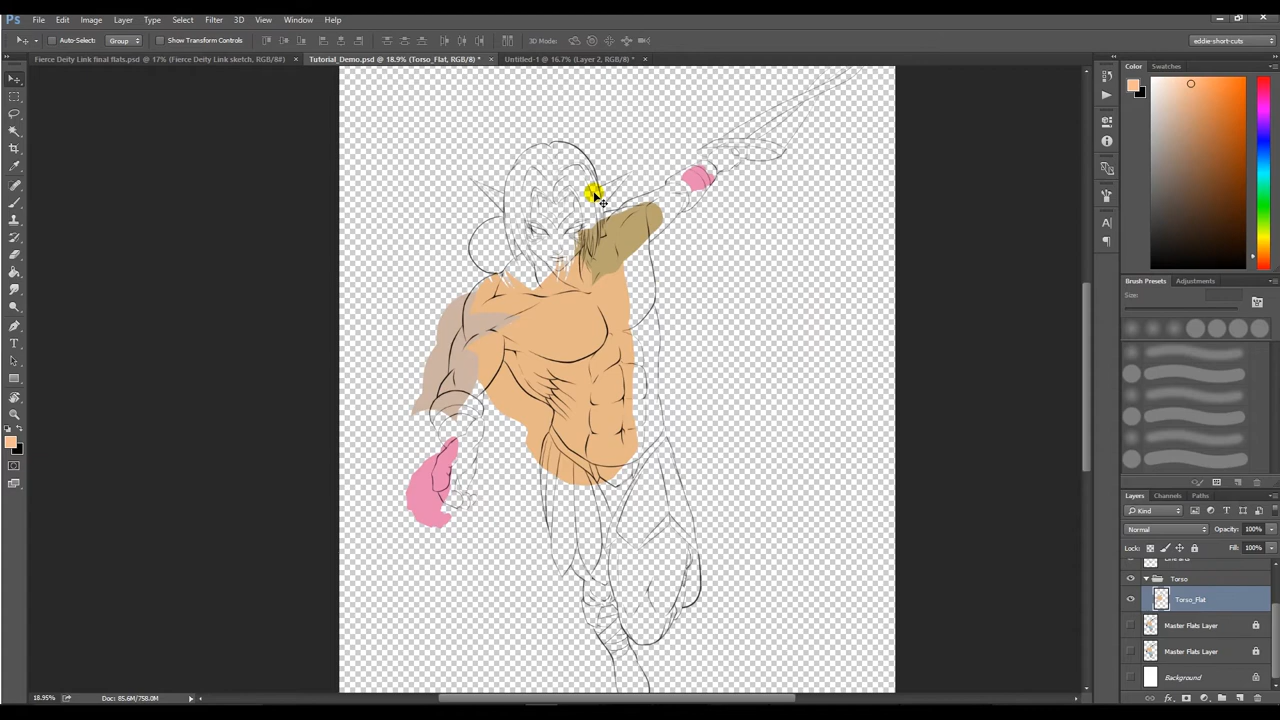 Ps File Edit Image Layer Type Select Filter 3D View Window Help
Auto-Select: Group Show Transform Controls 3D Mode: eddie-short-cuts
Fierce Deity Link final flats.psd @ 17% (Fierce Deity Link sketch, RGB/8#) × Tutorial_Demo.psd @ 18.9% (Torso_Flat, RGB/8) * × Untitled-1 @ 16.7% (Layer 2, RGB/8) * ×
Color Swatches
Brush Presets Adjustments
Size:
Layers Channels Paths
Kind
Normal Opacity: 100%
Lock: Fill: 100%
Torso
Torso_Flat
Master Flats Layer
Master Flats Layer
Background
18.95% Doc: 85.6M/758.0M